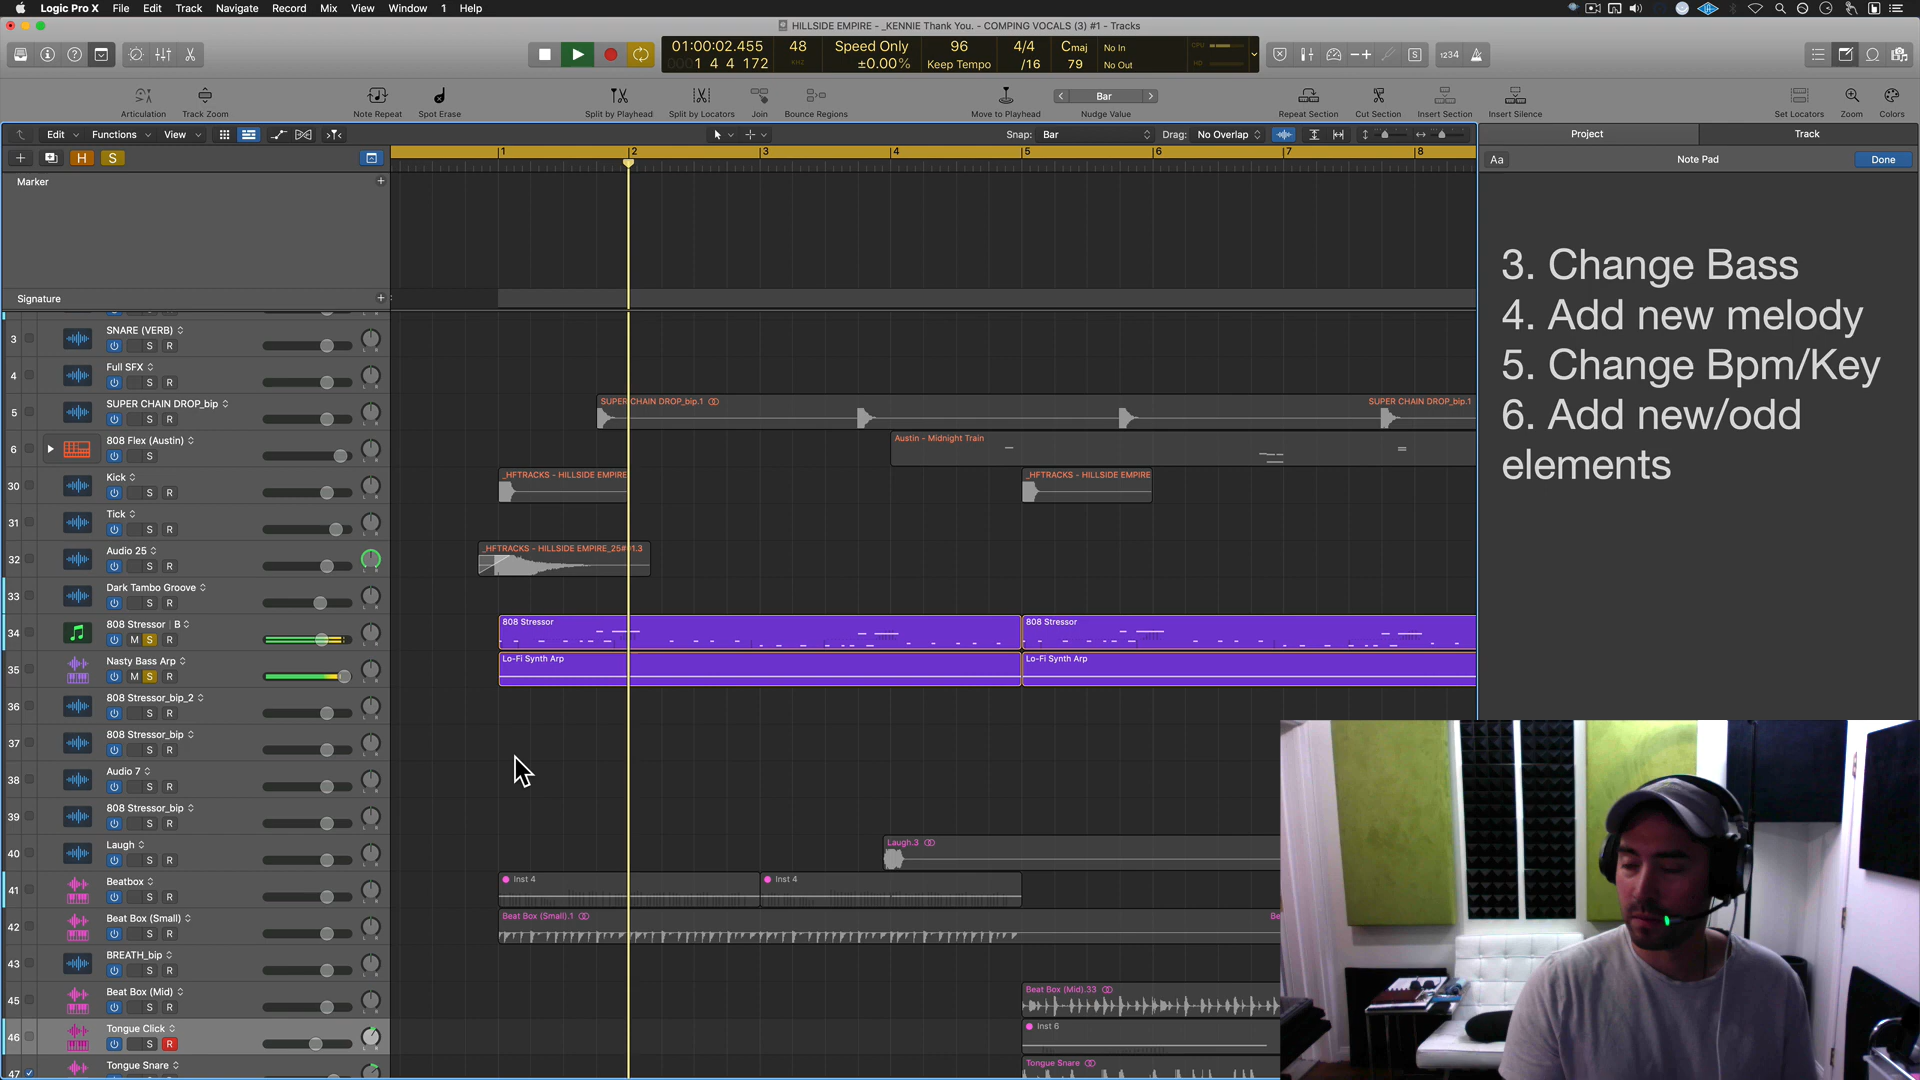 Logic Pro X File Edit Track Navigate Record Mix View Window 1 Help
HILLSIDE EMPIRE - _KENNIE Thank You. - COMPING VOCALS (3) #1 - Tracks
01:00:02.455 48 Speed Only 96 4/4 Cmaj No In CPU
1 4 4 172 KHZ ±0.00% Keep Tempo /16 79 No Out HD
1234
Bar
Articulation Track Zoom Note Repeat Spot Erase Split by Playhead Split by Locators Join Bounce Regions Move to Playhead Nudge Value Repeat Section Cut Section Insert Section Insert Silence Set Locators Zoom Colors
Edit Functions View Snap: Bar Drag: No Overlap Project Track
H S 1 2 3 4 5 6 7 8 Aa Note Pad Done
Marker
Signature
3. Change Bass
4. Add new melody
5. Change Bpm/Key
6. Add new/odd
elements
3 SNARE (VERB)
S R
4 Full SFX
S R
5 SUPER CHAIN DROP_bip
S R
SUPER CHAIN DROP_bip.1 SUPER CHAIN DROP_bip.1
6 808 Flex (Austin)
S
Austin - Midnight Train
30 Kick
S R
_HFTRACKS - HILLSIDE EMPIRE _HFTRACKS - HILLSIDE EMPIRE
31 Tick
S R
32 Audio 25
S R
33 Dark Tambo Groove
S R
34 808 Stressor B
M S R
808 Stressor 808 Stressor
35 Nasty Bass Arp
M S R
Lo-Fi Synth Arp Lo-Fi Synth Arp
36 808 Stressor_bip_2
S R
37 808 Stressor_bip
S R
38 Audio 7
S R
39 808 Stressor_bip
S R
40 Laugh
S R
Laugh.3
41 Beatbox
S R
Inst 4 Inst 4
42 Beat Box (Small)
S R
Beat Box (Small).1 Be
43 BREATH_bip
S R
45 Beat Box (Mid)
S R
Beat Box (Mid).33
46 Tongue Click
S R
Inst 6
47 Tongue Snare
Tongue Snare